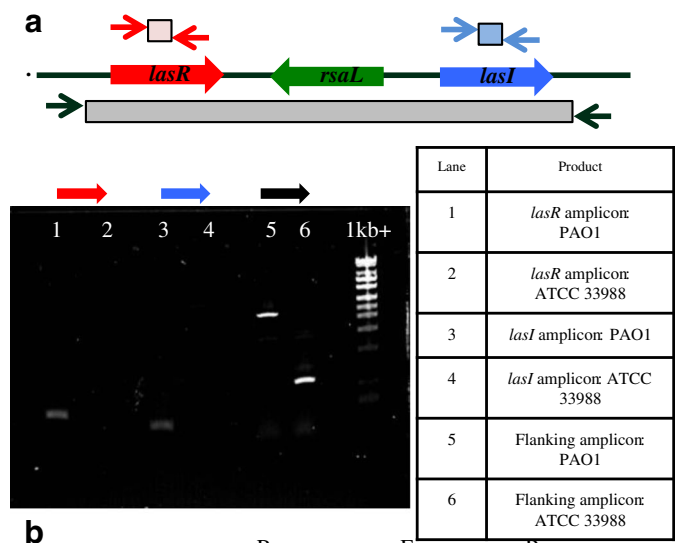 a
lasR rsaL lasI
1 2 3 4 5 6 1kb+
Lane Product
1 lasR amplicon: PAO1
2 lasR amplicon: ATCC 33988
3 lasI amplicon: PAO1
4 lasI amplicon: ATCC 33988
5 Flanking amplicon: PAO1
6 Flanking amplicon: ATCC 33988
b